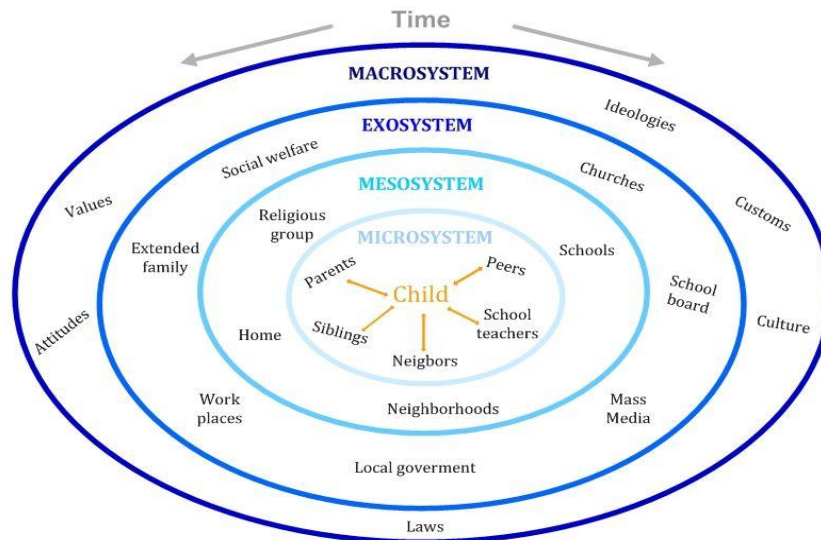 Time
MACROSYSTEM
Ideologies
EXOSYSTEM
Social welfare
Churches
MESOSYSTEM
Values
Customs
Religious
group
MICROSYSTEM
Extended
family
Schools
Parents
Peers
Child
School
board
Attitudes
Home
Siblings
School
teachers
Culture
Neigbors
Work
places
Neighborhoods
Mass
Media
Local goverment
Laws